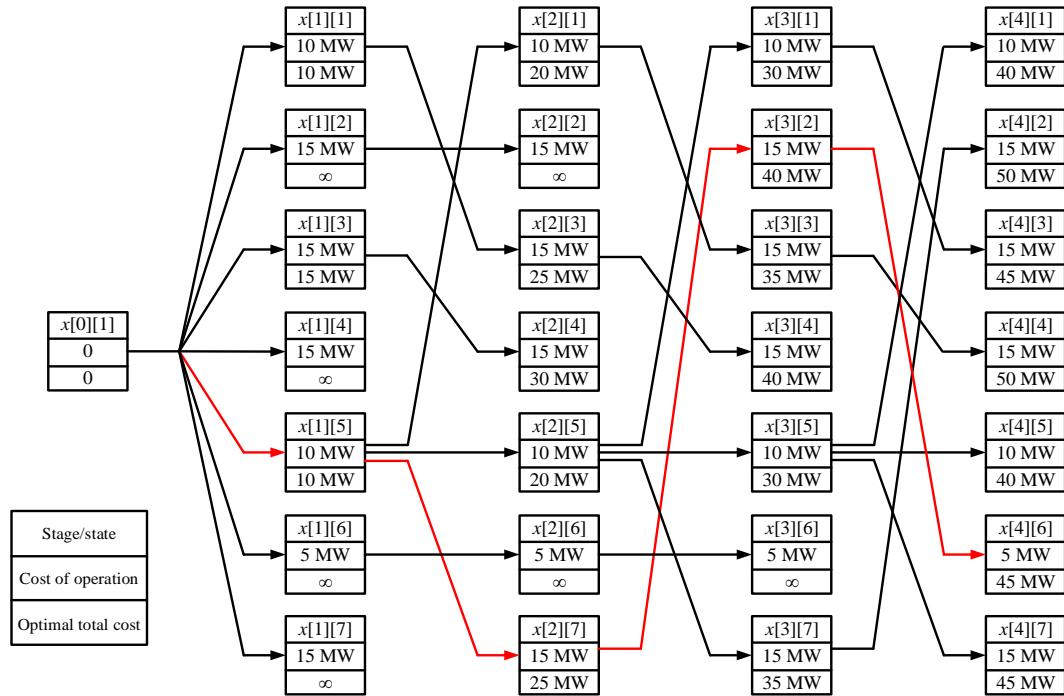 x[1][1]
10 MW
10 MW
x[2][1]
10 MW
20 MW
x[3][1]
10 MW
30 MW
x[4][1]
10 MW
40 MW
x[1][2]
15 MW
∞
x[2][2]
15 MW
∞
x[3][2]
15 MW
40 MW
x[4][2]
15 MW
50 MW
x[1][3]
15 MW
15 MW
x[2][3]
15 MW
25 MW
x[3][3]
15 MW
35 MW
x[4][3]
15 MW
45 MW
x[0][1]
0
0
x[1][4]
15 MW
∞
x[2][4]
15 MW
30 MW
x[3][4]
15 MW
40 MW
x[4][4]
15 MW
50 MW
x[1][5]
10 MW
10 MW
x[2][5]
10 MW
20 MW
x[3][5]
10 MW
30 MW
x[4][5]
10 MW
40 MW
Stage/state
Cost of operation
Optimal total cost
x[1][6]
5 MW
∞
x[2][6]
5 MW
∞
x[3][6]
5 MW
∞
x[4][6]
5 MW
45 MW
x[1][7]
15 MW
∞
x[2][7]
15 MW
25 MW
x[3][7]
15 MW
35 MW
x[4][7]
15 MW
45 MW